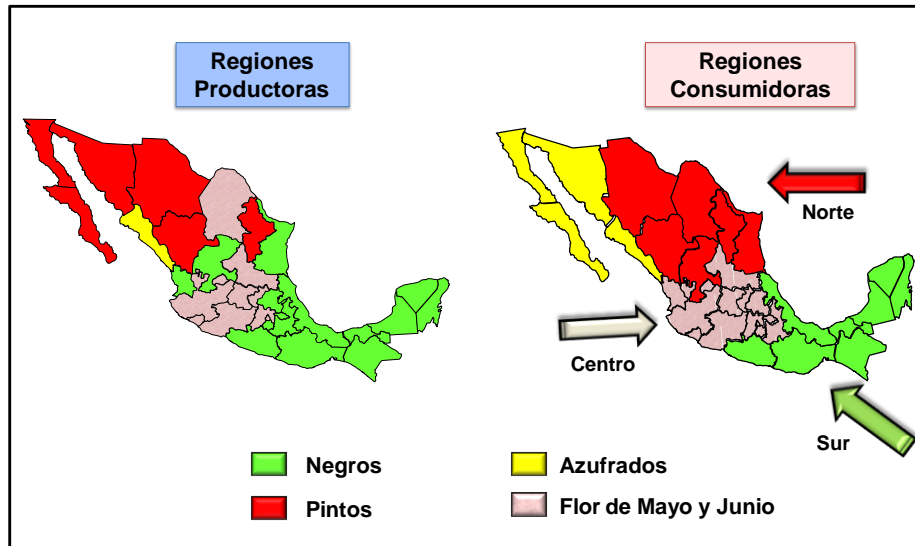 Regiones
Productoras
Regiones
Consumidoras
Norte
Centro
Sur
Negros
Azufrados
Pintos
Flor de Mayo y Junio